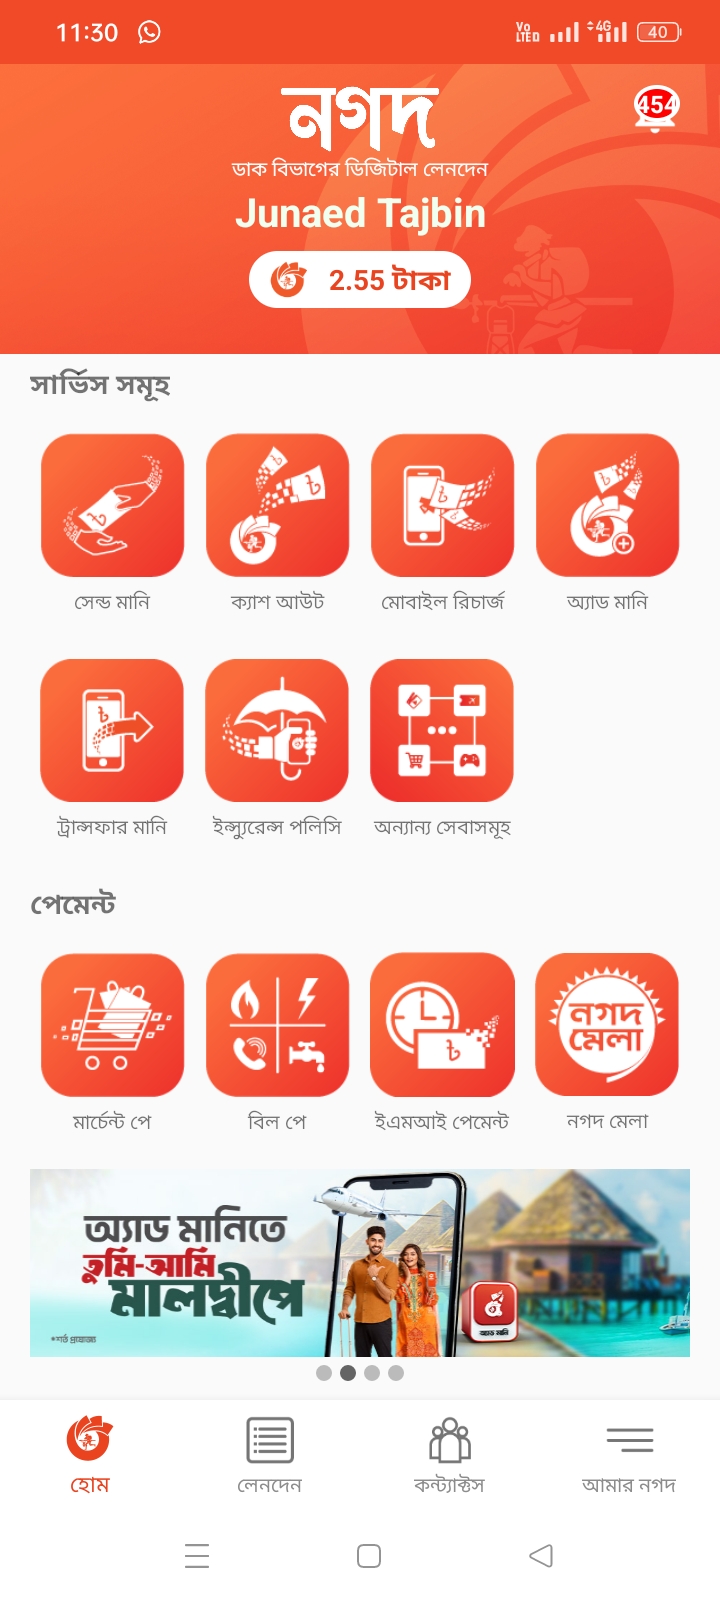 11:30 Vo LTE D 4G 40
নগদ
454
ডাক বিভাগের ডিজিটাল লেনদেন
Junaed Tajbin
2.55 টাকা
সার্ভিস সমূহ
সেন্ড মানি ক্যাশ আউট মোবাইল রিচার্জ অ্যাড মানি
ট্রান্সফার মানি ইন্স্যুরেন্স পলিসি অন্যান্য সেবাসমূহ
পেমেন্ট
নগদ
মেলা
মার্চেন্ট পে বিল পে ইএমআই পেমেন্ট নগদ মেলা
অ্যাড মানিতে
তুমি-আমি
মালদ্বীপে
*শর্ত প্রযোজ্য
অ্যাড মানি
হোম লেনদেন কন্ট্যাক্টস আমার নগদ